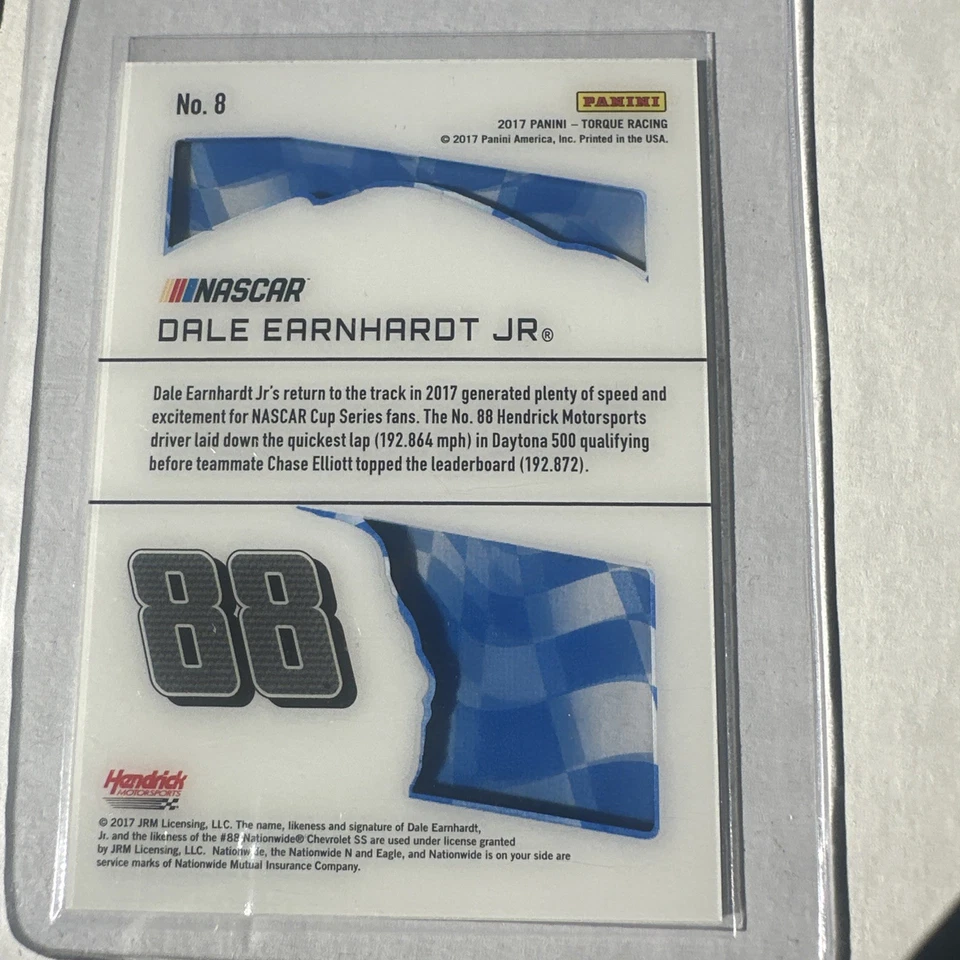 No. 8
PANINI
2017 PANINI – TORQUE RACING
© 2017 Panini America, Inc. Printed in the USA.
NASCAR
DALE EARNHARDT JR®
Dale Earnhardt Jr's return to the track in 2017 generated plenty of speed and
excitement for NASCAR Cup Series fans. The No. 88 Hendrick Motorsports
driver laid down the quickest lap (192.864 mph) in Daytona 500 qualifying
before teammate Chase Elliott topped the leaderboard (192.872).
88
Hendrick
MOTORSPORTS
© 2017 JRM Licensing, LLC. The name, likeness and signature of Dale Earnhardt,
Jr. and the likeness of the #88 Nationwide® Chevrolet SS are used under license granted
by JRM Licensing, LLC. Nationwide, the Nationwide N and Eagle, and Nationwide is on your side are
service marks of Nationwide Mutual Insurance Company.